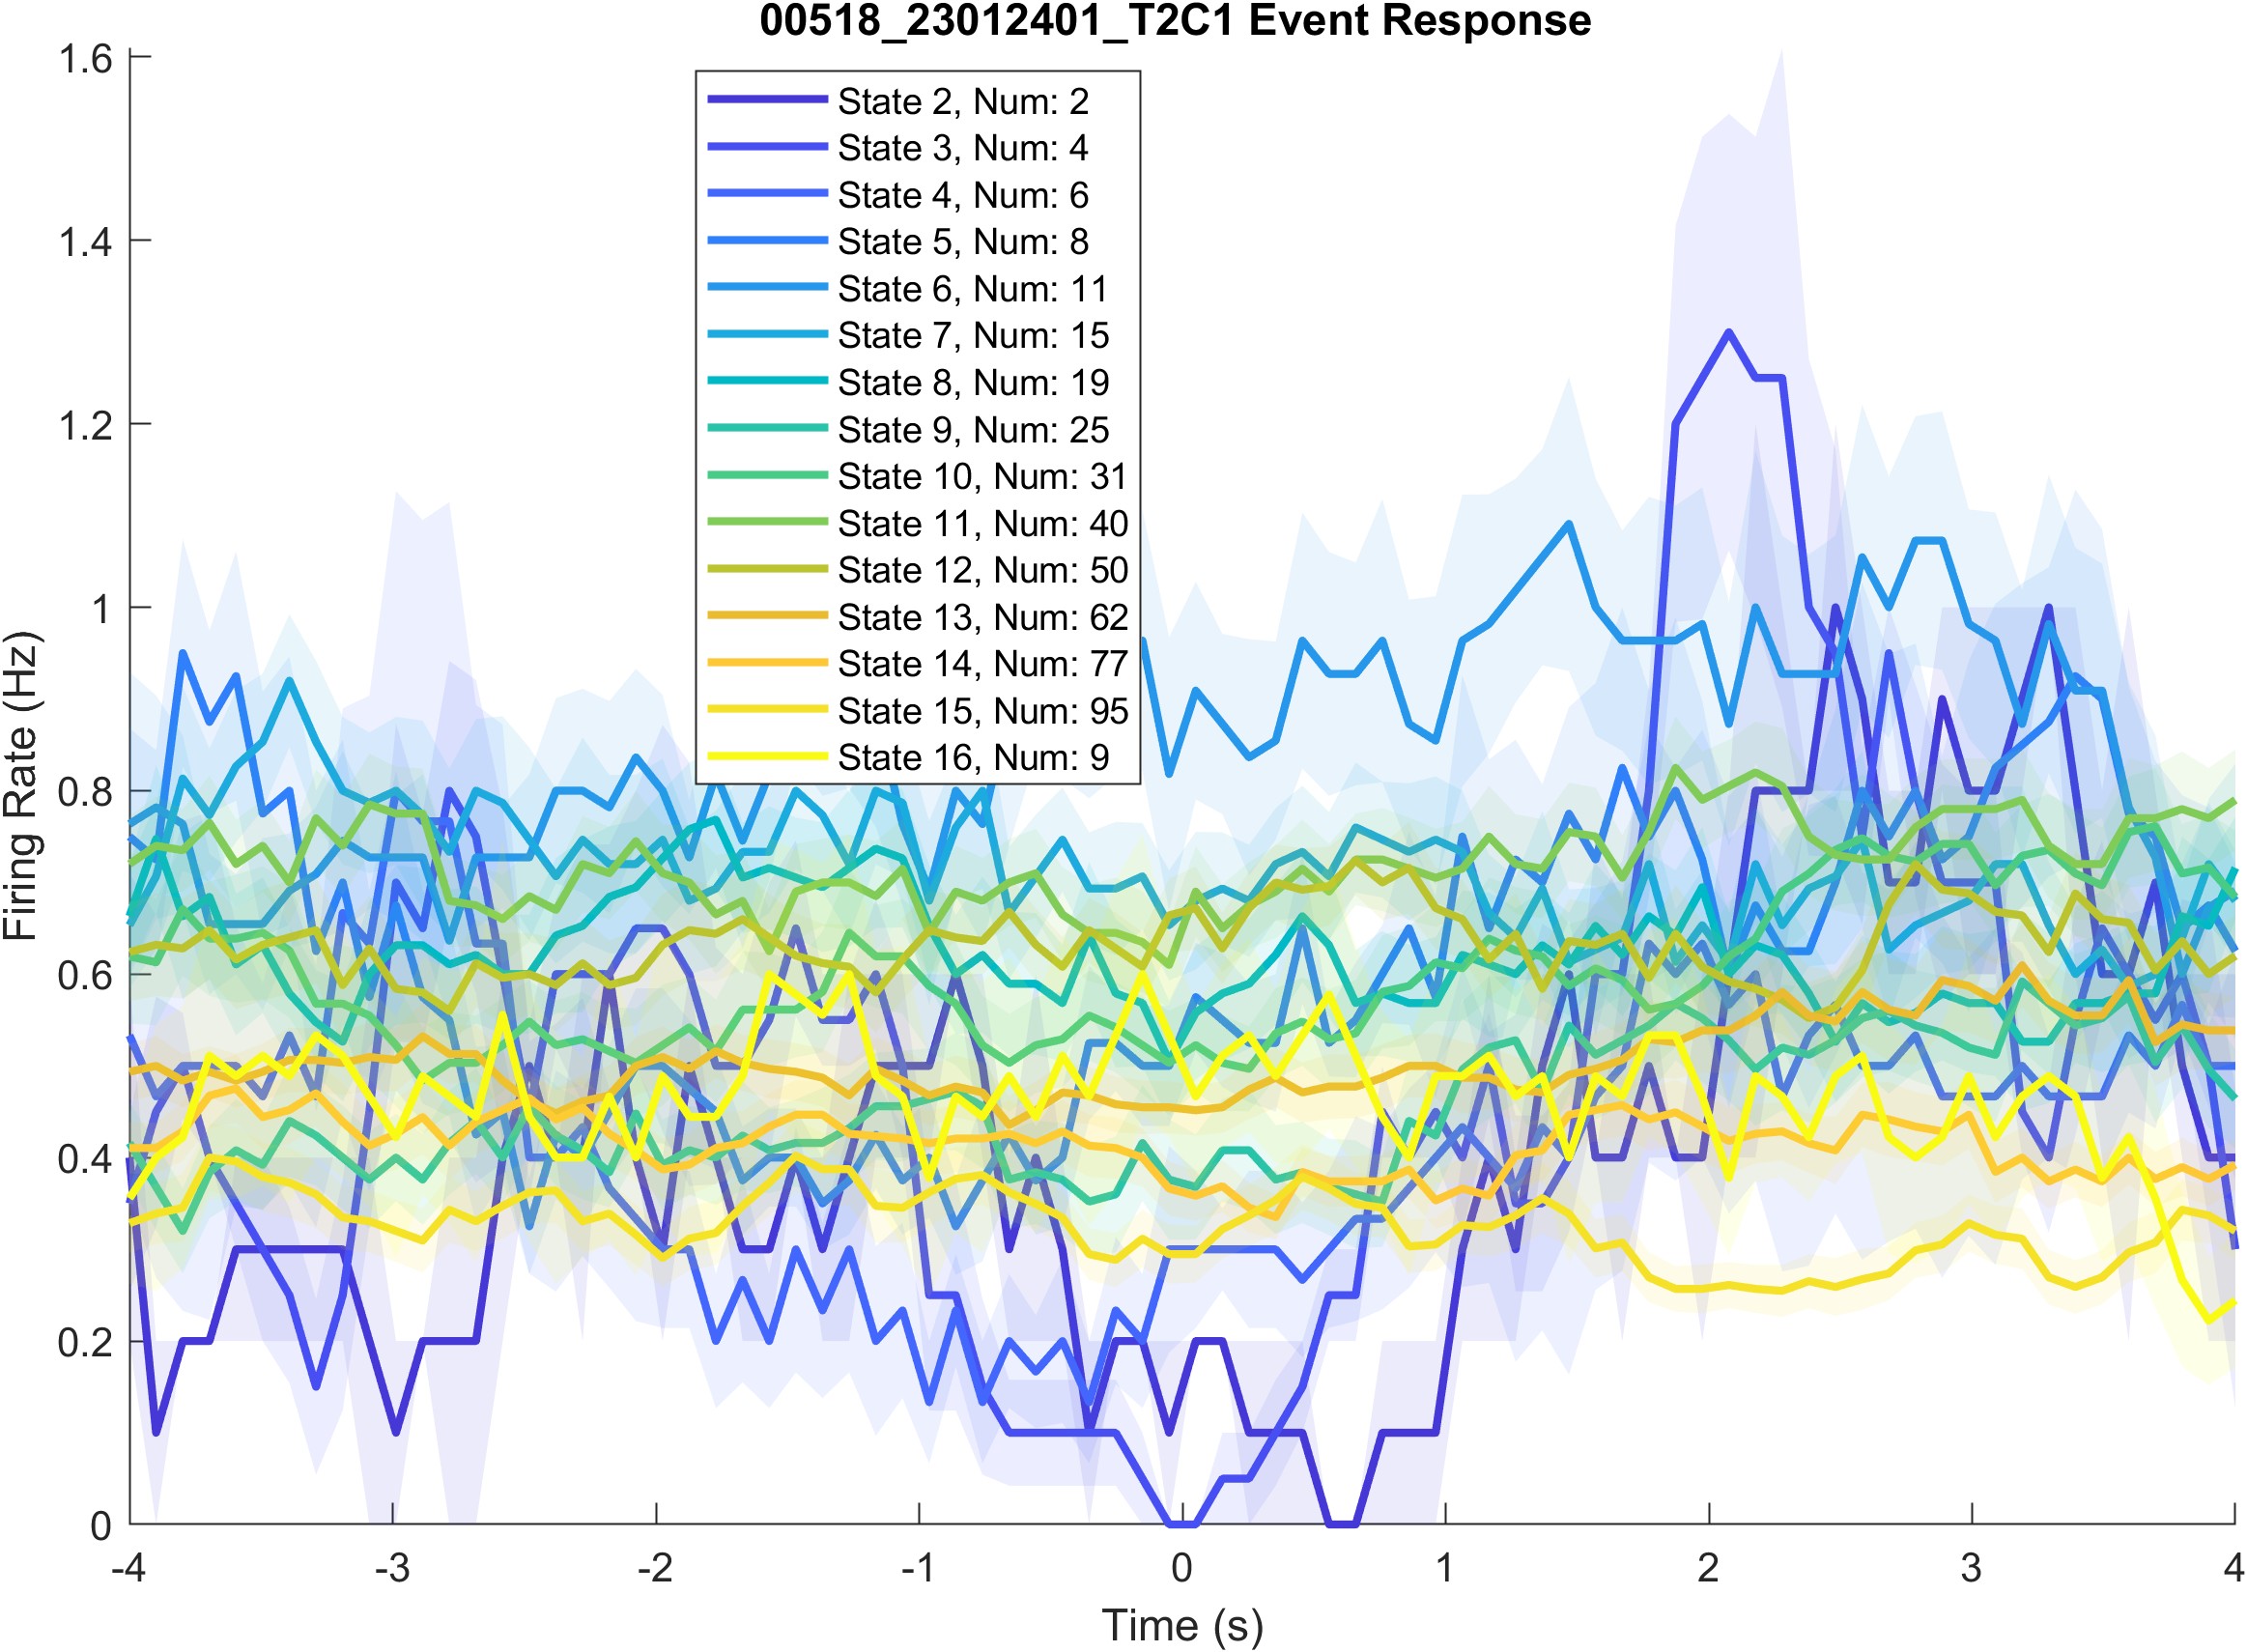 00518_23012401_T2C1 Event Response
1.6
1.4
1.2
1
0.8
0.6
0.4
0.2
0
Firing Rate (Hz)
State 2, Num: 2
State 3, Num: 4
State 4, Num: 6
State 5, Num: 8
State 6, Num: 11
State 7, Num: 15
State 8, Num: 19
State 9, Num: 25
State 10, Num: 31
State 11, Num: 40
State 12, Num: 50
State 13, Num: 62
State 14, Num: 77
State 15, Num: 95
State 16, Num: 9
-4 -3 -2 -1 0 1 2 3 4
Time (s)